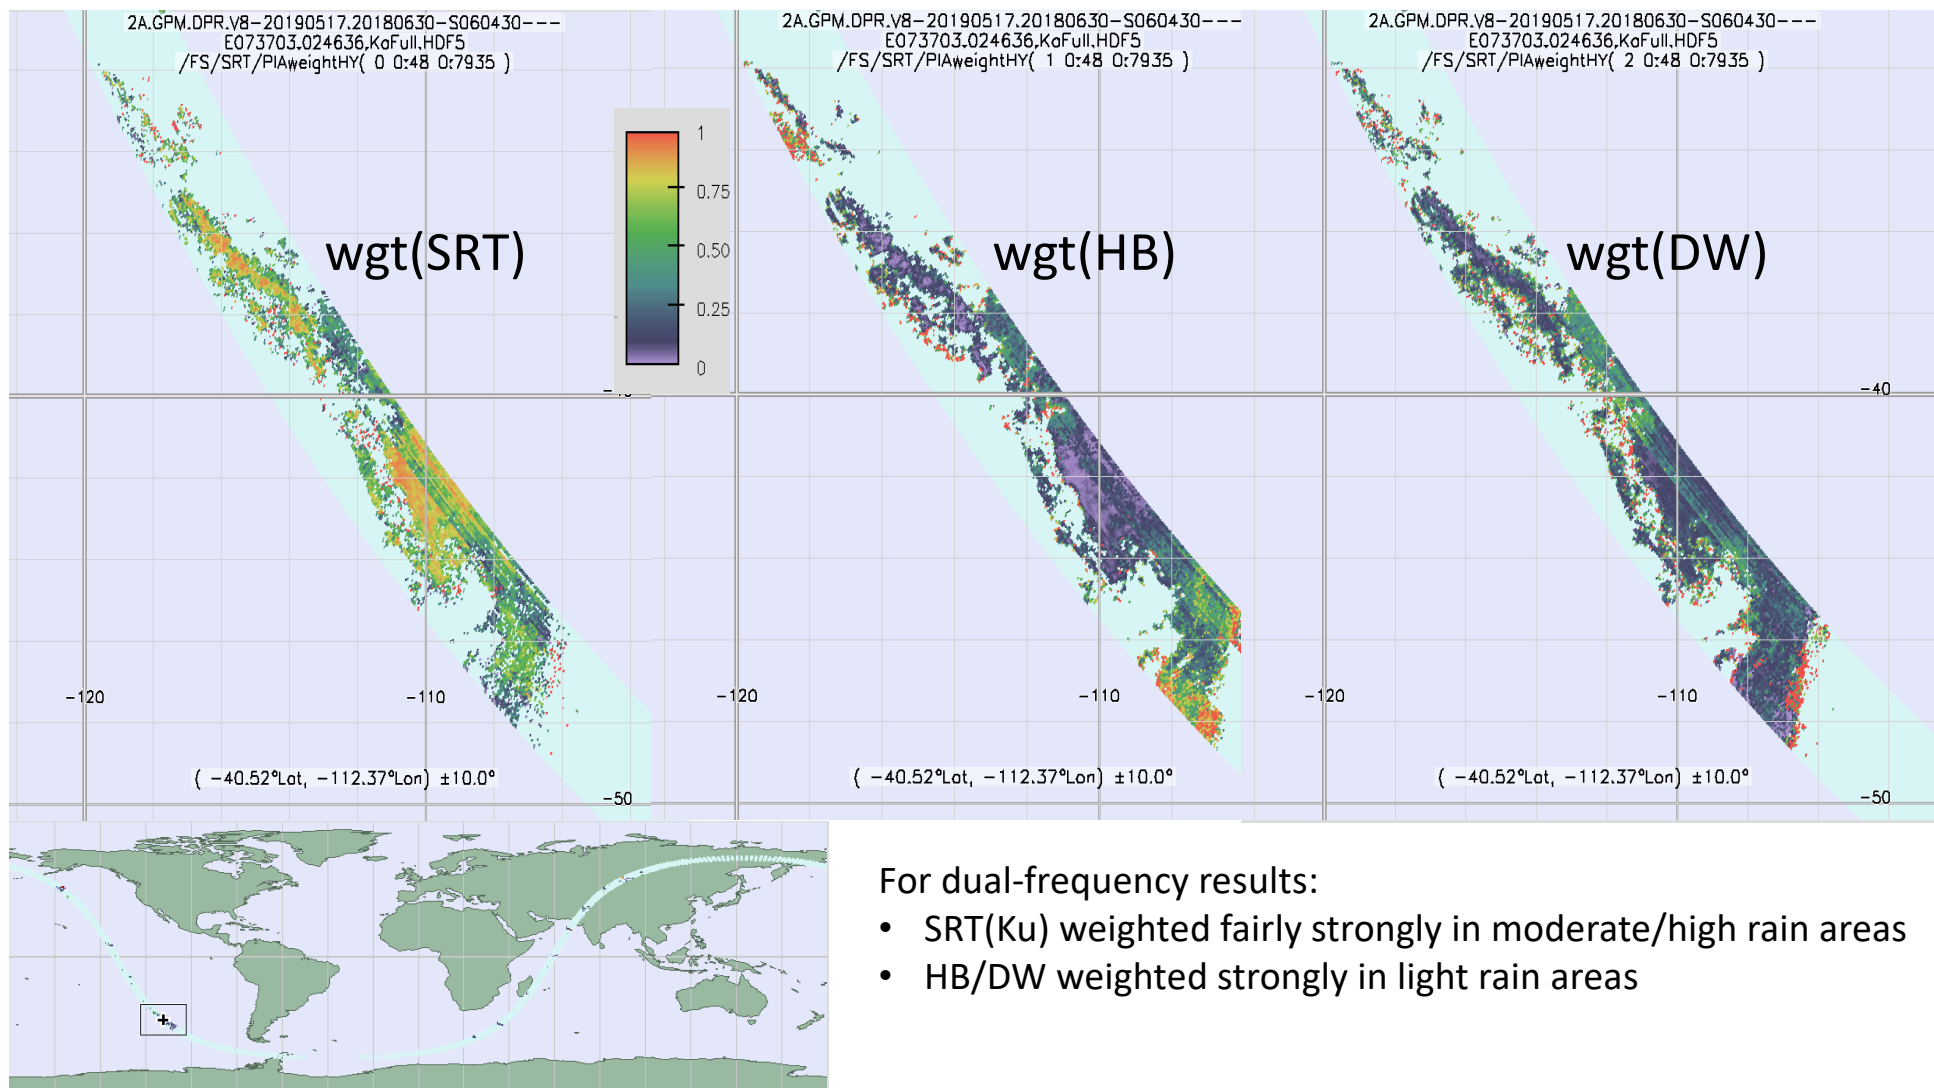 2A.GPM.DPR.V8-20190517.20180630-S060430---
E073703.024636.KaFull.HDF5
/FS/SRT/PIAweightHY( 0 0:48 0:7935 )
wgt(SRT)
1
0.75
0.50
0.25
0
-120
-110
( -40.52°Lat, -112.37°Lon) ±10.0°
-50
2A.GPM.DPR.V8-20190517.20180630-S060430---
E073703.024636.KaFull.HDF5
/FS/SRT/PIAweightHY( 1 0:48 0:7935 )
wgt(HB)
-120
-110
( -40.52°Lat, -112.37°Lon) ±10.0°
2A.GPM.DPR.V8-20190517.20180630-S060430---
E073703.024636.KaFull.HDF5
/FS/SRT/PIAweightHY( 2 0:48 0:7935 )
wgt(DW)
-40
-120
-110
( -40.52°Lat, -112.37°Lon) ±10.0°
-50
For dual-frequency results:
• SRT(Ku) weighted fairly strongly in moderate/high rain areas
• HB/DW weighted strongly in light rain areas